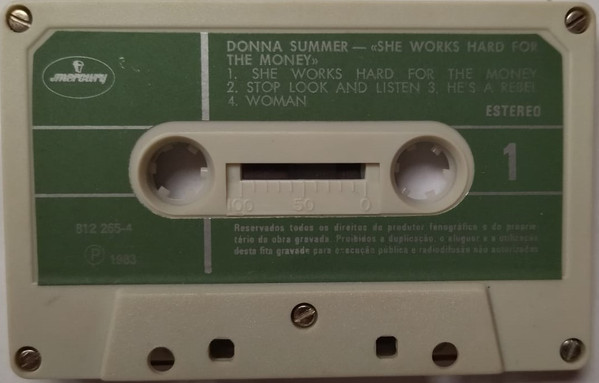 DONNA SUMMER — «SHE WORKS HARD FOR
THE MONEY»
1. SHE WORKS HARD FOR THE MONEY
2. STOP LOOK AND LISTEN 3. HE'S A REBEL
4. WOMAN
mercury
ESTEREO
1
100 50 0
812 265-4
Ⓟ 1983
Reservados todos os direitos do produtor fonográfico e do proprie-
tário da obra gravada. Proibidos a duplicação, o aluguer e a utilização
desta fita gravada para execução pública e radiodifusão não autorizadas